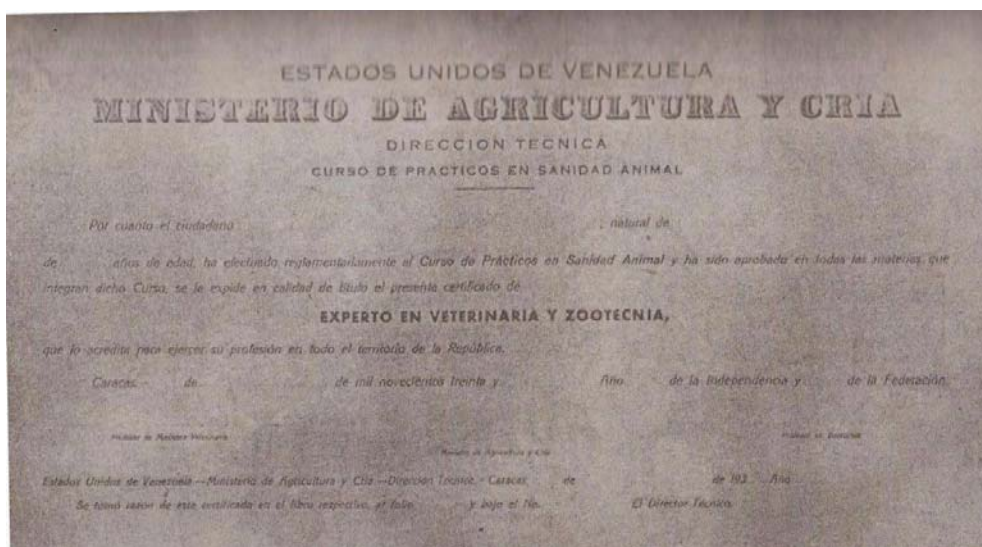 ESTADOS UNIDOS DE VENEZUELA
MINISTERIO DE AGRICULTURA Y CRIA
DIRECCION TECNICA
CURSO DE PRACTICOS EN SANIDAD ANIMAL
Por cuanto el ciudadano , natural de
de años de edad, ha efectuado reglamentariamente el Curso de Prácticos en Sanidad Animal y ha sido aprobado en todas las materias que
integran dicho Curso, se le expide en calidad de título el presente certificado de
EXPERTO EN VETERINARIA Y ZOOTECNIA,
que lo acredita para ejercer su profesión en todo el territorio de la República.
Caracas, de de mil novecientos treinta y Año de la Independencia y de la Federación.
Ministro de Agricultura y Cría
Estados Unidos de Venezuela.—Ministerio de Agricultura y Cría.—Dirección Técnica.- Caracas, de de 193 Año
Se tomó razón de este certificado en el libro respectivo, al folio y bajo el No. El Director Técnico.